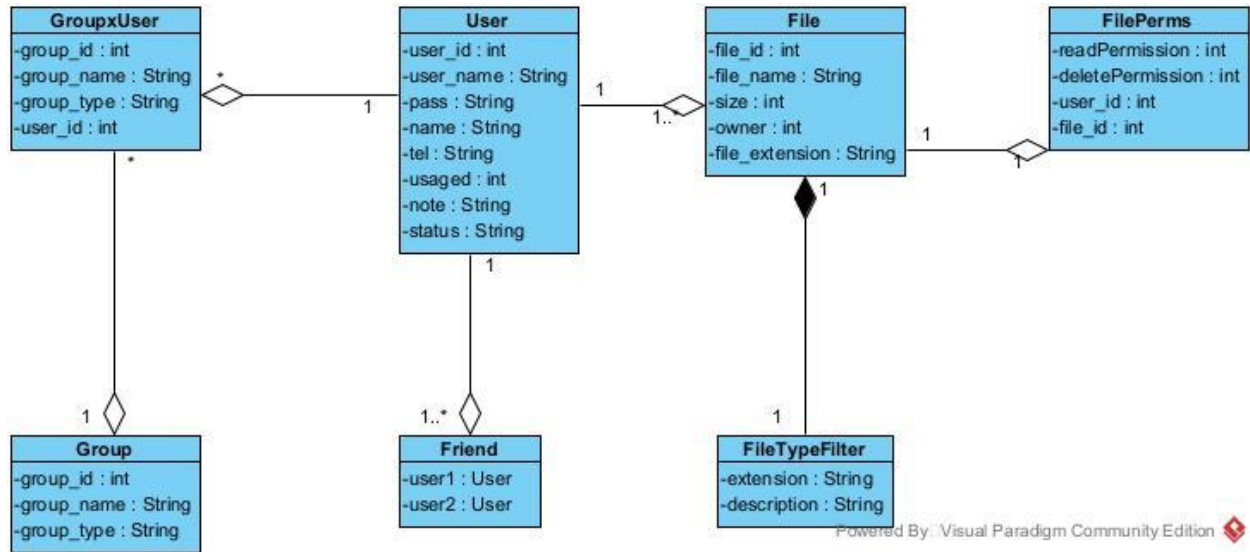 GroupxUser
-group_id : int
-group_name : String
-group_type : String
-user_id : int
*
1
*
User
-user_id : int
-user_name : String
-pass : String
-name : String
-tel : String
-usaged : int
-note : String
-status : String
1
1..*
1
File
-file_id : int
-file_name : String
-size : int
-owner : int
-file_extension : String
1
1
1
FilePerms
-readPermission : int
-deletePermission : int
-user_id : int
-file_id : int
1
Group
-group_id : int
-group_name : String
-group_type : String
1..*
Friend
-user1 : User
-user2 : User
1
FileTypeFilter
-extension : String
-description : String
Powered By Visual Paradigm Community Edition